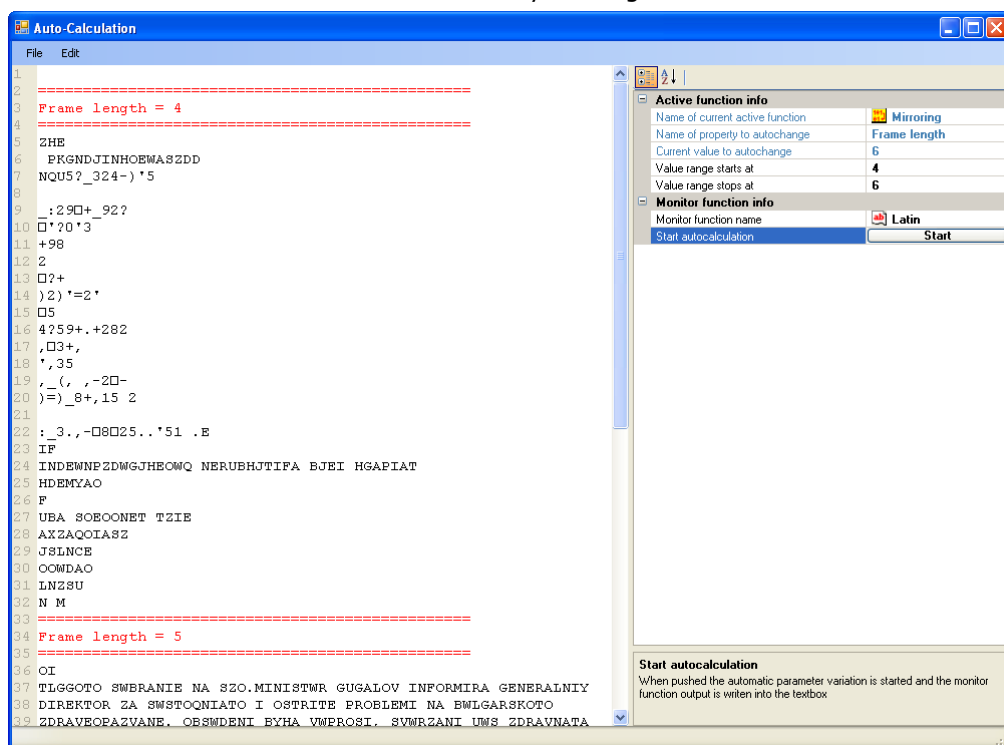 Auto-Calculation
File Edit
1
2 ================================================
3 Frame length = 4
4 ================================================
5 ZHE
6  PKGNDJINHOEWASZDD
7 NQU5?_324-)'5
8
9 _:29□+_92?
10 □'?0'3
11 +98
12 2
13 □?+
14 )2)'=2'
15 □5
16 4?59+.+282
17 ,□3+,
18 ',35
19 ,_(, ,-2□-
20 )=)_8+,15 2
21
22 :_3.,-□8□25..'51 .E
23 IF
24 INDEWNPZDWGJHEOWQ NERUBHJTIFA BJEI HGAPIAT
25 HDEMYAO
26 F
27 UBA SOEOONET TZIE
28 AXZAQOIASZ
29 JSLNCE
30 OOWDAO
31 LNZSU
32 N M
33 ================================================
34 Frame length = 5
35 ================================================
36 OI
37 TLGGOTO SWBRANIE NA SZO.MINISTWR GUGALOV INFORMIRA GENERALNIY
38 DIREKTOR ZA SWSTOQNIATO I OSTRITE PROBLEMI NA BWLGARSKOTO
39 ZDRAVEOPAZVANE. OBSWDENI BYHA VWPROSI, SVWRZANI UWS ZDRAVNATA
Active function info
Name of current active function Mirroring
Name of property to autochange Frame length
Current value to autochange 6
Value range starts at 4
Value range stops at 6
Monitor function info
Monitor function name Latin
Start autocalculation Start
Start autocalculation
When pushed the automatic parameter variation is started and the monitor
function output is writen into the textbox